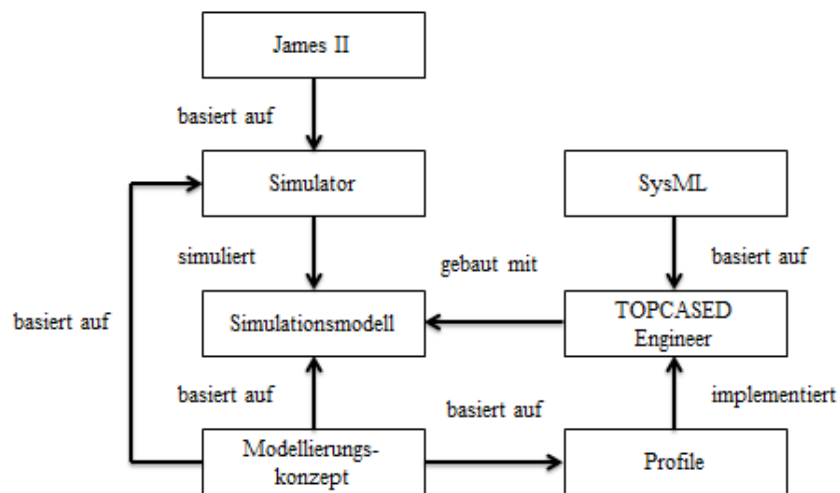 James II
basiert auf
Simulator
SysML
simuliert
gebaut mit
basiert auf
basiert auf
Simulationsmodell
TOPCASED
Engineer
basiert auf
basiert auf
implementiert
Modellierungs-
konzept
Profile